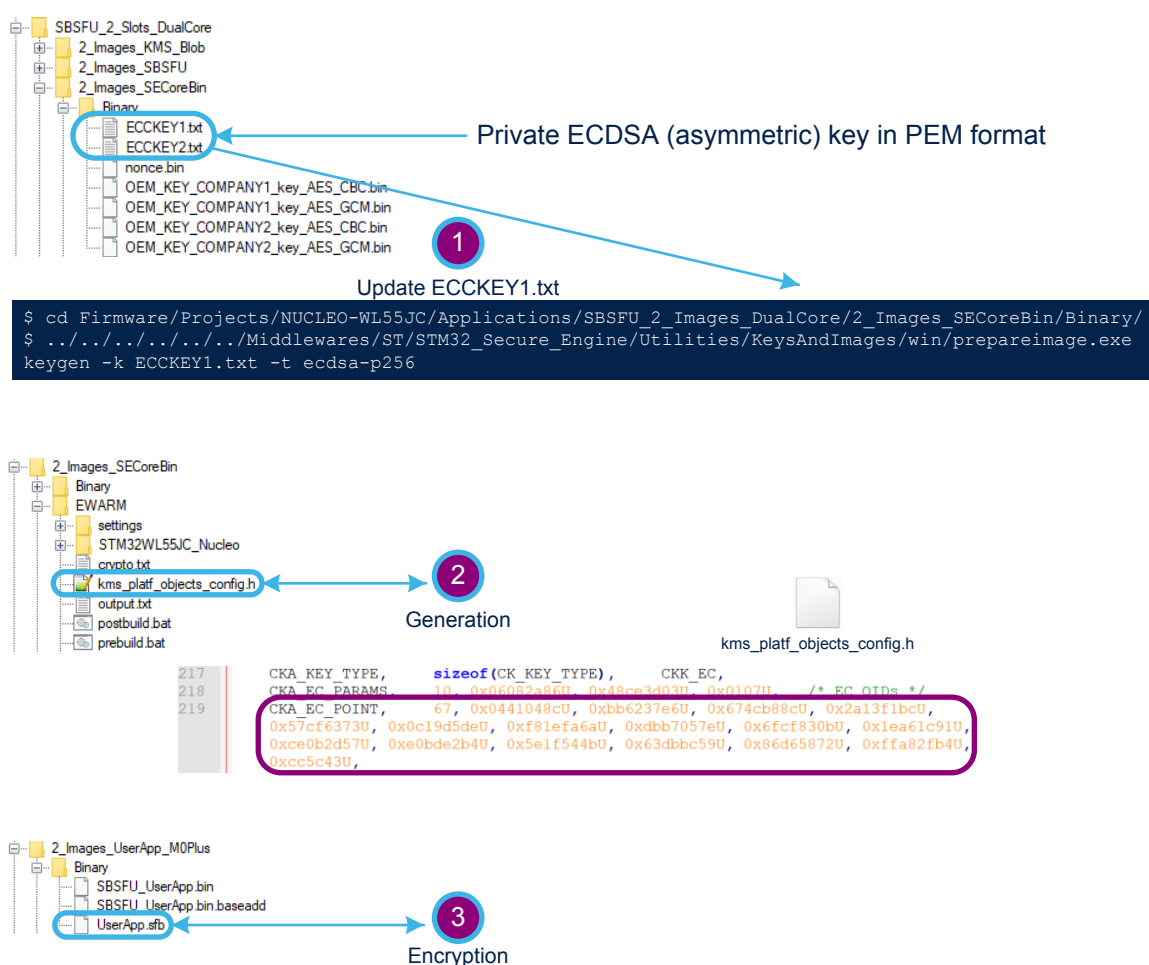 SBSFU_2_Slots_DualCore
2_Images_KMS_Blob
2_Images_SBSFU
2_Images_SECoreBin
Binary
ECCKEY1.txt
Private ECDSA (asymmetric) key in PEM format
ECCKEY2.txt
nonce.bin
OEM_KEY_COMPANY1_key_AES_CBC.bin
OEM_KEY_COMPANY1_key_AES_GCM.bin
OEM_KEY_COMPANY2_key_AES_CBC.bin
OEM_KEY_COMPANY2_key_AES_GCM.bin
1
Update ECCKEY1.txt
$ cd Firmware/Projects/NUCLEO-WL55JC/Applications/SBSFU_2_Images_DualCore/2_Images_SECoreBin/Binary/
$ ../../../../../../Middlewares/ST/STM32_Secure_Engine/Utilities/KeysAndImages/win/prepareimage.exe
keygen -k ECCKEY1.txt -t ecdsa-p256
2_Images_SECoreBin
Binary
EWARM
settings
STM32WL55JC_Nucleo
crypto.txt
kms_platf_objects_config.h
2
output.txt
Generation
postbuild.bat
prebuild.bat
kms_platf_objects_config.h
217 CKA_KEY_TYPE, sizeof(CK_KEY_TYPE), CKK_EC,
218 CKA_EC_PARAMS, 10, 0x06082a86U, 0x48ce3d03U, 0x0107U, /* EC OIDs */
219 CKA_EC_POINT, 67, 0x0441048cU, 0xbb6237e6U, 0x674cb88cU, 0x2a13f1bcU,
0x57cf6373U, 0x0c19d5deU, 0xf81efa6aU, 0xdbb7057eU, 0x6fcf830bU, 0x1ea61c91U,
0xce0b2d57U, 0xe0bde2b4U, 0x5e1f544bU, 0x63dbbc59U, 0x86d65872U, 0xffa82fb4U,
0xcc5c43U,
2_Images_UserApp_M0Plus
Binary
SBSFU_UserApp.bin
SBSFU_UserApp.bin.baseadd
UserApp.sfb
3
Encryption